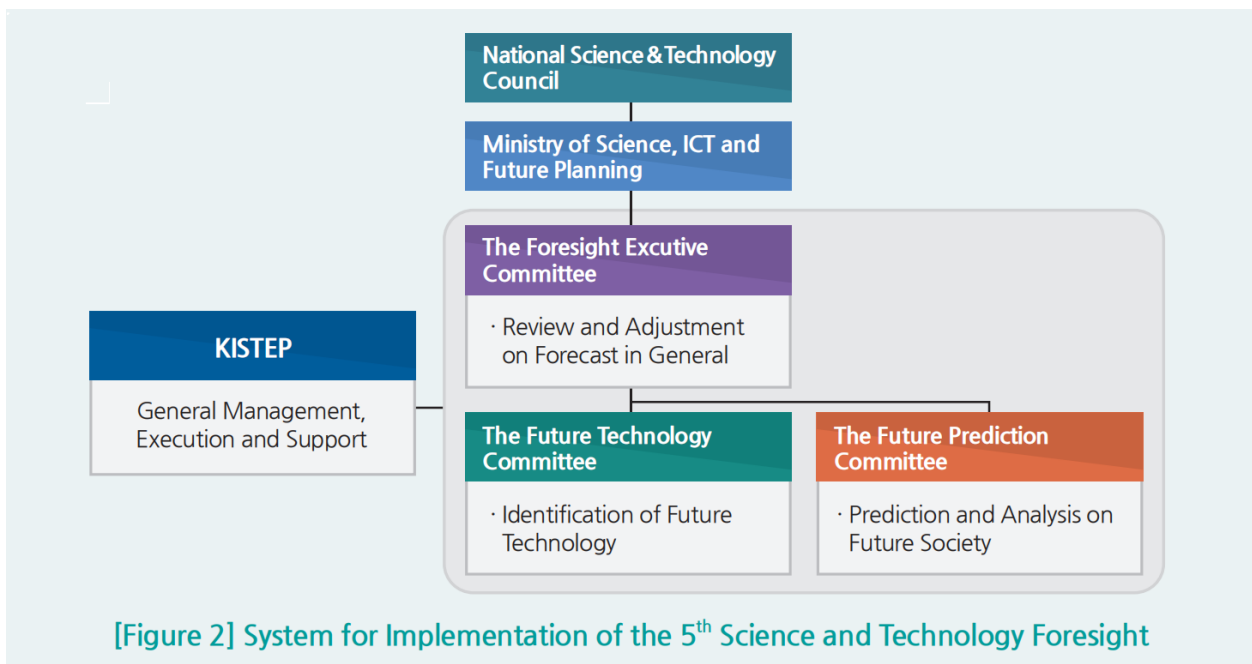 National Science & Technology
Council
Ministry of Science, ICT and
Future Planning
The Foresight Excutive
Committee
· Review and Adjustment
on Forecast in General
KISTEP
General Management,
Execution and Support
The Future Technology
Committee
· Identification of Future
Technology
The Future Prediction
Committee
· Prediction and Analysis on
Future Society
[Figure 2] System for Implementation of the 5th Science and Technology Foresight